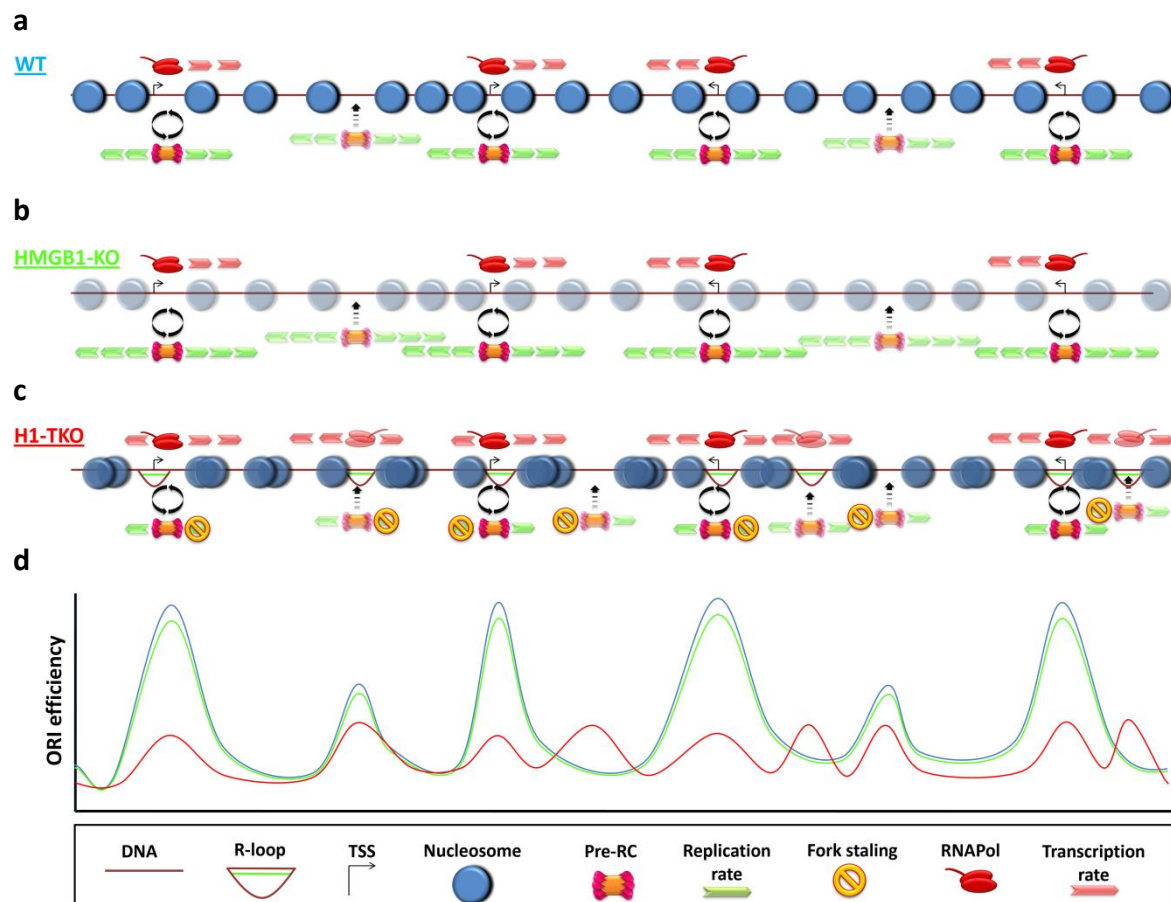 a
WT
b
HMGB1-KO
c
H1-TKO
d
ORI efficiency
DNA
R-loop
TSS
Nucleosome
Pre-RC
Replication
rate
Fork staling
RNAPol
Transcription
rate